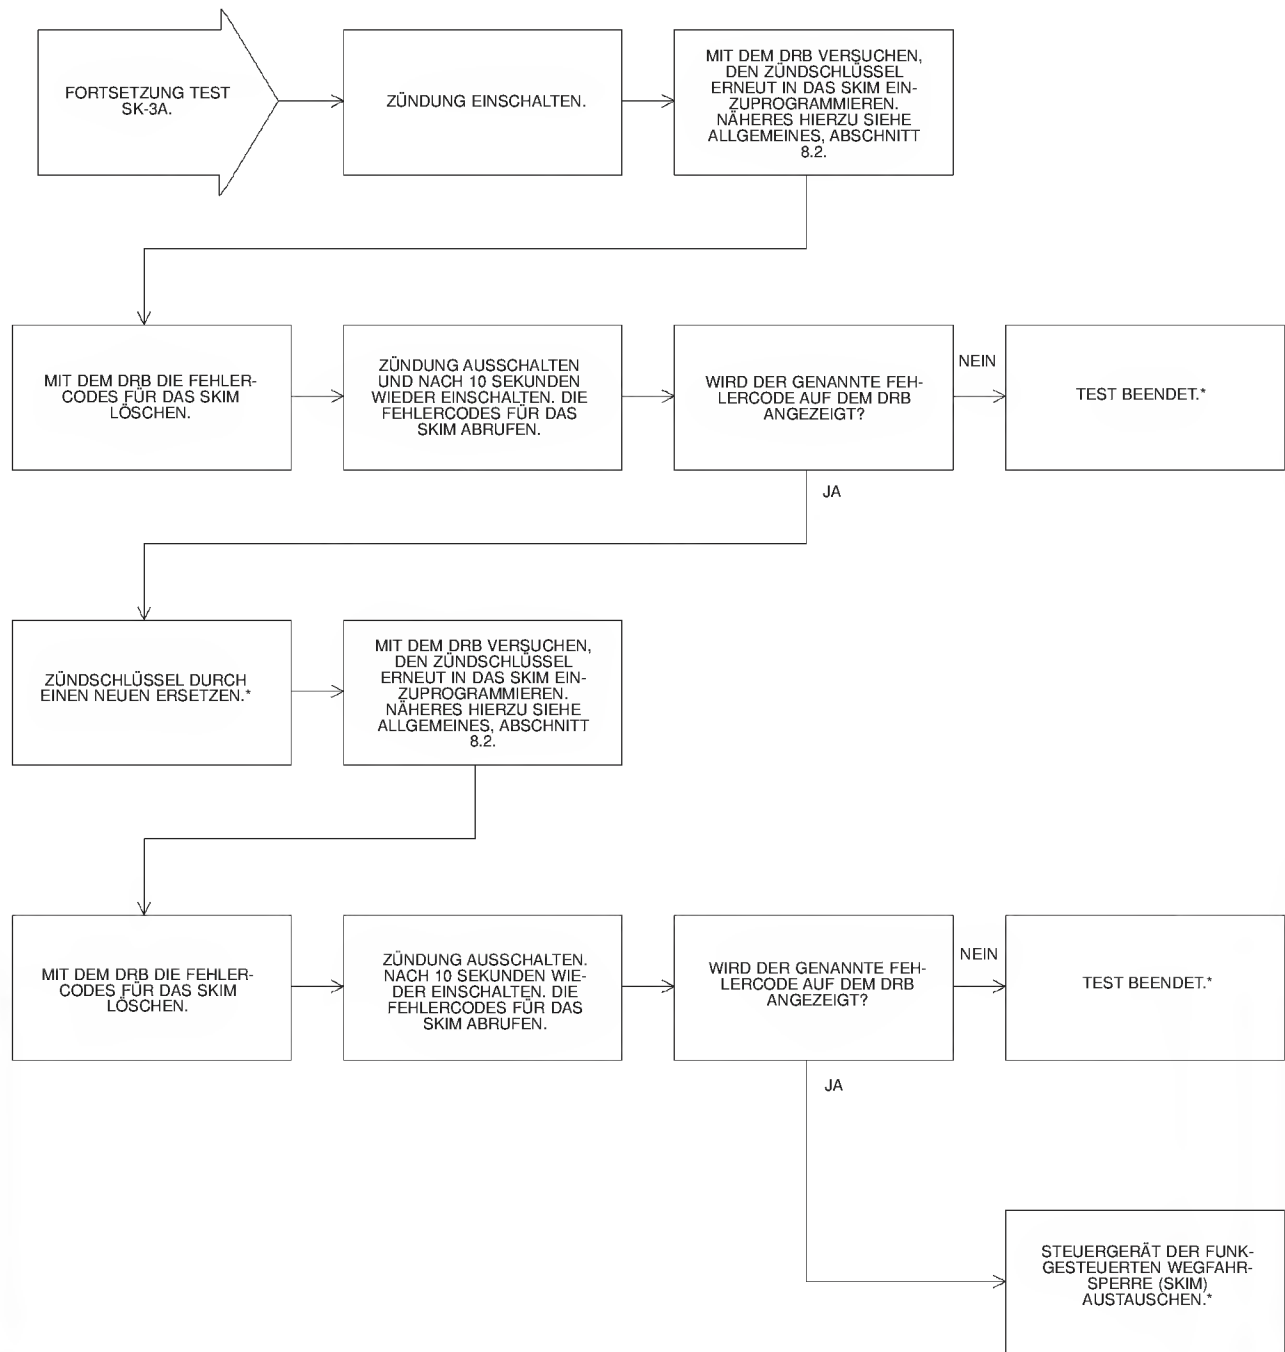 FORTSETZUNG TEST
SK-3A.
ZÜNDUNG EINSCHALTEN.
MIT DEM DRB VERSUCHEN,
DEN ZÜNDSCHLÜSSEL
ERNEUT IN DAS SKIM EIN-
ZUPROGRAMMIEREN.
NÄHERES HIERZU SIEHE
ALLGEMEINES, ABSCHNITT
8.2.
MIT DEM DRB DIE FEHLER-
CODES FÜR DAS SKIM
LÖSCHEN.
ZÜNDUNG AUSSCHALTEN
UND NACH 10 SEKUNDEN
WIEDER EINSCHALTEN. DIE
FEHLERCODES FÜR DAS
SKIM ABRUFEN.
WIRD DER GENANNTE FEH-
LERCODE AUF DEM DRB
ANGEZEIGT?
NEIN
TEST BEENDET.*
JA
ZÜNDSCHLÜSSEL DURCH
EINEN NEUEN ERSETZEN.*
MIT DEM DRB VERSUCHEN,
DEN ZÜNDSCHLÜSSEL
ERNEUT IN DAS SKIM EIN-
ZUPROGRAMMIEREN.
NÄHERES HIERZU SIEHE
ALLGEMEINES, ABSCHNITT
8.2.
MIT DEM DRB DIE FEHLER-
CODES FÜR DAS SKIM
LÖSCHEN.
ZÜNDUNG AUSSCHALTEN.
NACH 10 SEKUNDEN WIE-
DER EINSCHALTEN. DIE
FEHLERCODES FÜR DAS
SKIM ABRUFEN.
WIRD DER GENANNTE FEH-
LERCODE AUF DEM DRB
ANGEZEIGT?
NEIN
TEST BEENDET.*
JA
STEUERGERÄT DER FUNK-
GESTEUERTEN WEGFAHR-
SPERRE (SKIM)
AUSTAUSCHEN.*